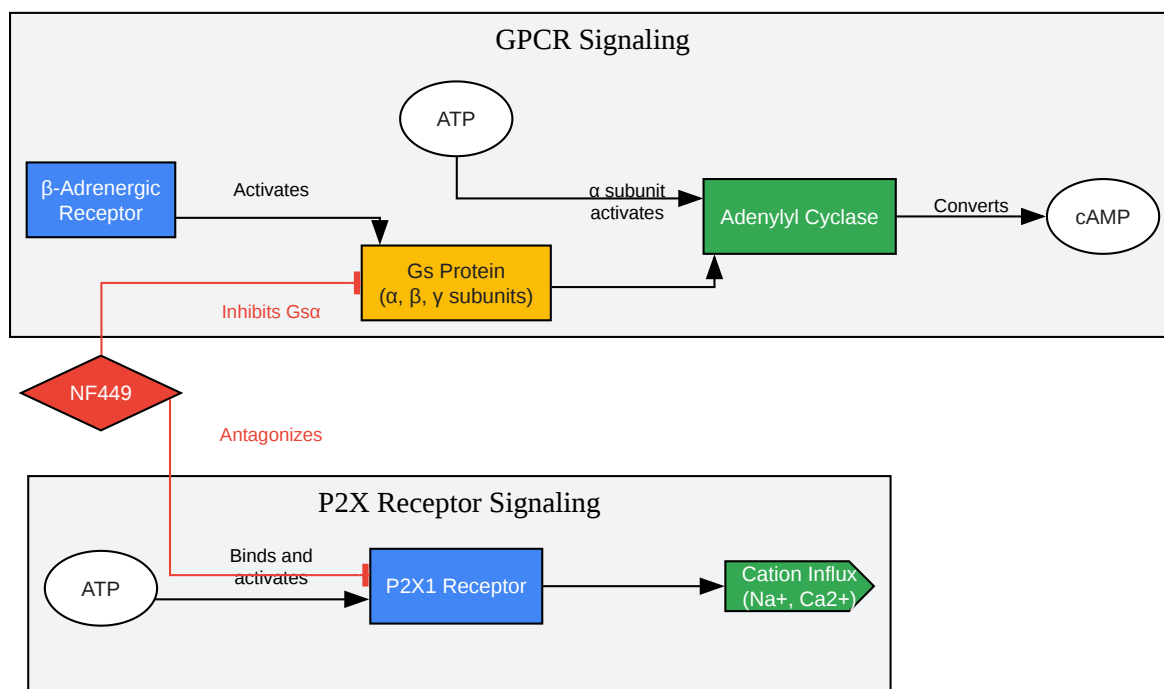 GPCR Signaling
ATP
β-Adrenergic
Receptor
Activates
α subunit
activates
Adenylyl Cyclase
Converts
cAMP
Gs Protein
(α, β, γ subunits)
Inhibits Gsα
NF449
Antagonizes
P2X Receptor Signaling
ATP
Binds and
activates
P2X1 Receptor
Cation Influx
(Na+, Ca2+)